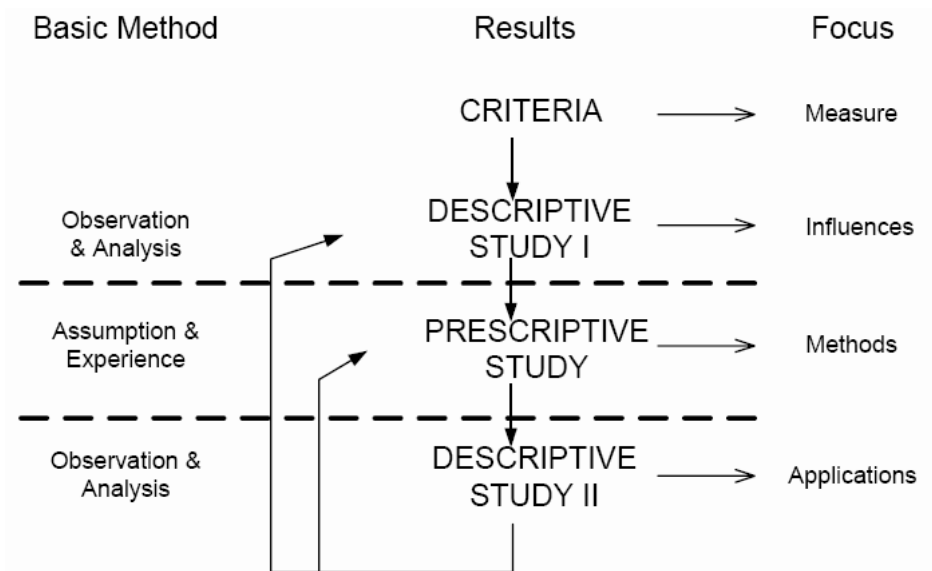 Basic Method Results Focus
CRITERIA Measure
Observation
& Analysis
DESCRIPTIVE
STUDY I
Influences
Assumption &
Experience
PRESCRIPTIVE
STUDY
Methods
Observation &
Analysis
DESCRIPTIVE
STUDY II
Applications